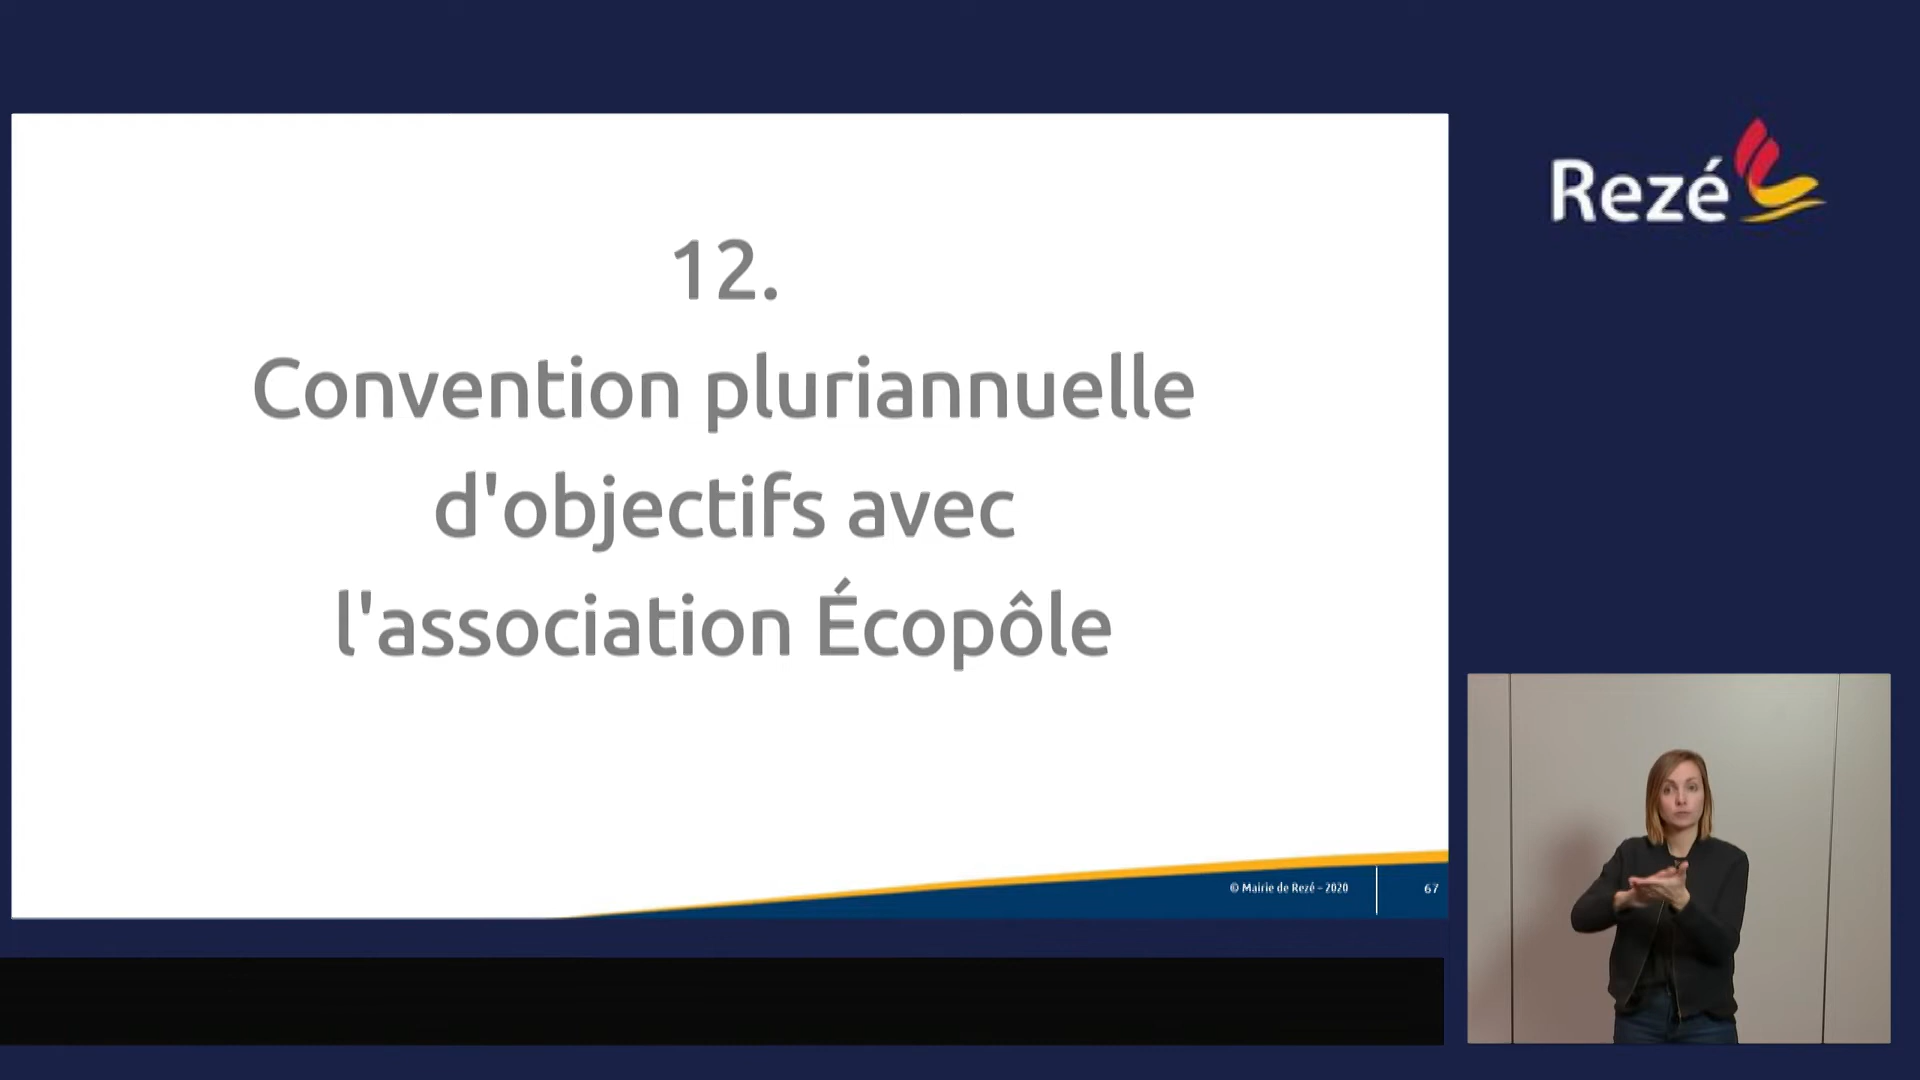 Rezé
12.
Convention pluriannuelle
d'objectifs avec
l'association Écopôle
© Mairie de Rezé - 2020
67